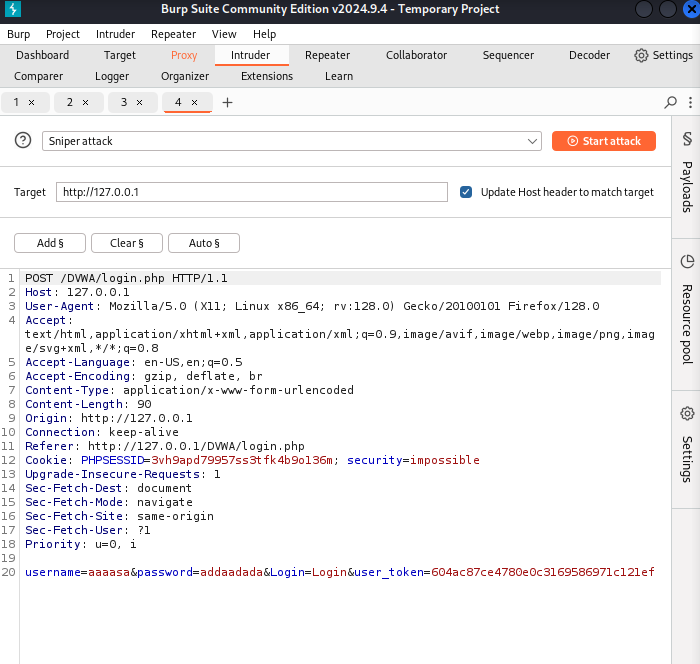 Burp Suite Community Edition v2024.9.4 - Temporary Project
Burp Project Intruder Repeater View Help
Dashboard Target Proxy Intruder Repeater Collaborator Sequencer Decoder Settings
Comparer Logger Organizer Extensions Learn
1 × 2 × 3 × 4 × +
Sniper attack Start attack
Target http://127.0.0.1 Update Host header to match target
Add § Clear § Auto §
1 POST /DVWA/login.php HTTP/1.1
2 Host: 127.0.0.1
3 User-Agent: Mozilla/5.0 (X11; Linux x86_64; rv:128.0) Gecko/20100101 Firefox/128.0
4 Accept:
text/html,application/xhtml+xml,application/xml;q=0.9,image/avif,image/webp,image/png,imag
e/svg+xml,*/*;q=0.8
5 Accept-Language: en-US,en;q=0.5
6 Accept-Encoding: gzip, deflate, br
7 Content-Type: application/x-www-form-urlencoded
8 Content-Length: 90
9 Origin: http://127.0.0.1
10 Connection: keep-alive
11 Referer: http://127.0.0.1/DVWA/login.php
12 Cookie: PHPSESSID=3vh9apd79957ss3tfk4b9o136m; security=impossible
13 Upgrade-Insecure-Requests: 1
14 Sec-Fetch-Dest: document
15 Sec-Fetch-Mode: navigate
16 Sec-Fetch-Site: same-origin
17 Sec-Fetch-User: ?1
18 Priority: u=0, i
19
20 username=aaaasa&password=addaadada&Login=Login&user_token=604ac87ce4780e0c3169586971c121ef
§ Payloads
Resource pool
Settings